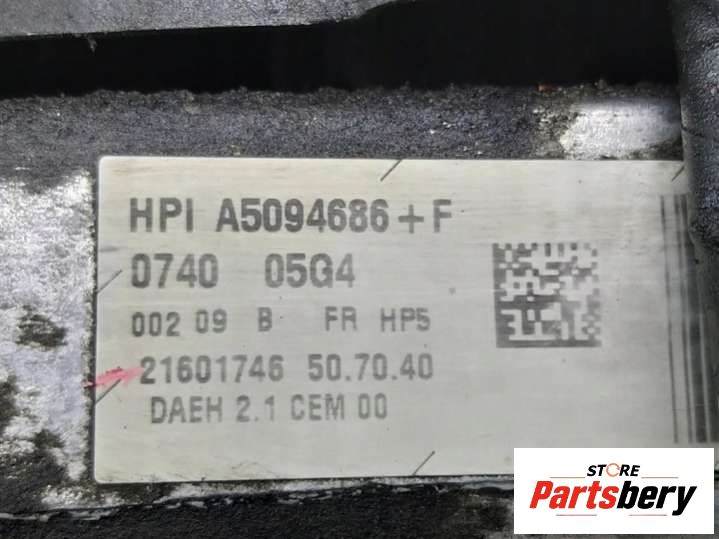 HPI A5094686+F
0740 05G4
002 09 B FR HP5
21601746 50.70.40
DAEH 2.1 CEM 00
STORE
Partsbery